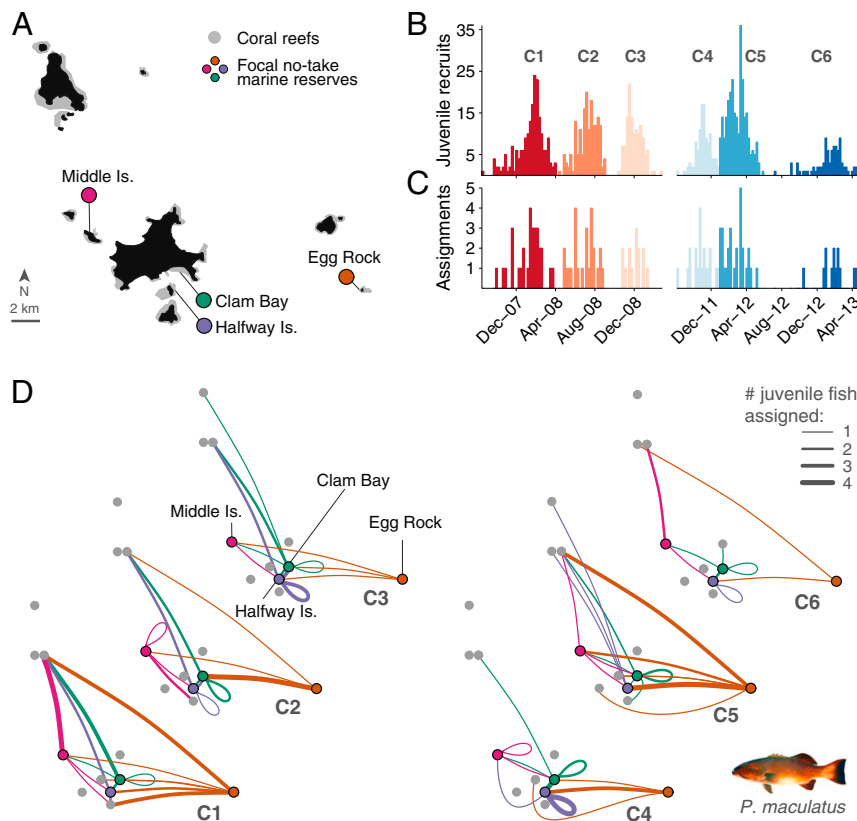 A
Coral reefs
Focal no-take
marine reserves
Middle Is.
Egg Rock
N
2 km
Clam Bay
Halfway Is.
B
Juvenile recruits
35
25
15
5
C1
C2
C3
C4
C5
C6
C
Assignments
5
4
3
2
1
Dec–07
Apr–08
Aug–08
Dec–08
Dec–11
Apr–12
Aug–12
Dec–12
Apr–13
D
# juvenile fish
assigned:
1
2
3
4
Clam Bay
Middle Is.
Egg Rock
Halfway Is.
C3
C6
C2
C5
C1
C4
P. maculatus